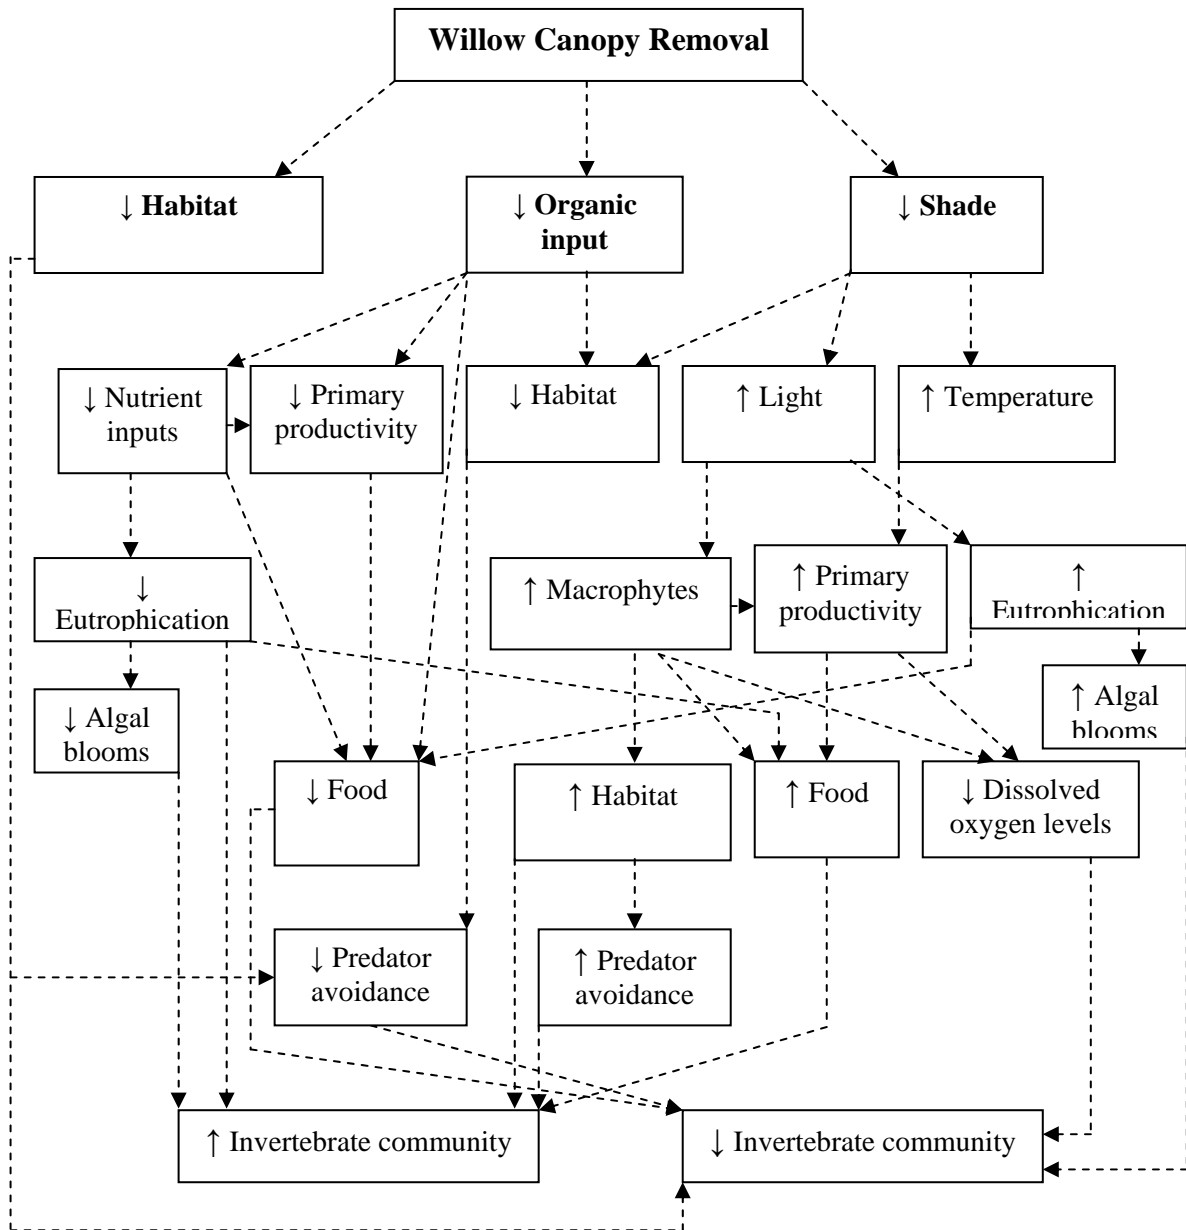 Willow Canopy Removal
↓ Habitat
↓ Organic
input
↓ Shade
↓ Nutrient
inputs
↓ Primary
productivity
↓ Habitat
↑ Light
↑ Temperature
↓
Eutrophication
↑ Macrophytes
↑ Primary
productivity
↑
Eutrophication
↓ Algal
blooms
↑ Algal
blooms
↓ Food
↑ Habitat
↑ Food
↓ Dissolved
oxygen levels
↓ Predator
avoidance
↑ Predator
avoidance
↑ Invertebrate community
↓ Invertebrate community